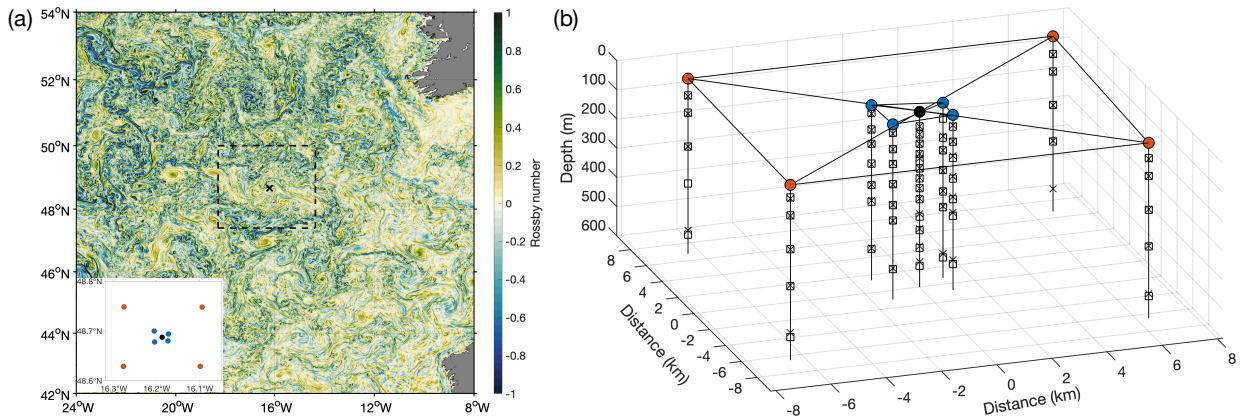 (a)
54°N
52°N
50°N
48°N
46°N
44°N
42°N
24°W
20°W
16°W
12°W
8°W
48.8°N
48.7°N
48.6°N
16.3°W
16.2°W
16.1°W
1
0.8
0.6
0.4
0.2
0
-0.2
-0.4
-0.6
-0.8
-1
Rossby number
(b)
0
100
200
300
400
500
600
Depth (m)
8
6
4
2
0
-2
-4
-6
-8
Distance (km)
-8
-6
-4
-2
0
2
4
6
8
Distance (km)